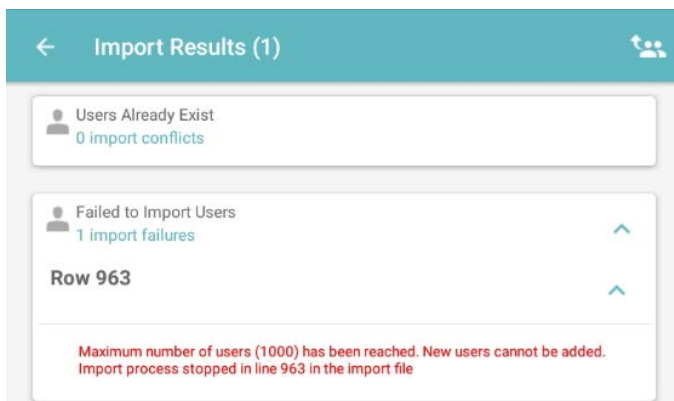 Import Results (1)
Users Already Exist
0 import conflicts
Failed to Import Users
1 import failures
Row 963
Maximum number of users (1000) has been reached. New users cannot be added.
Import process stopped in line 963 in the import file